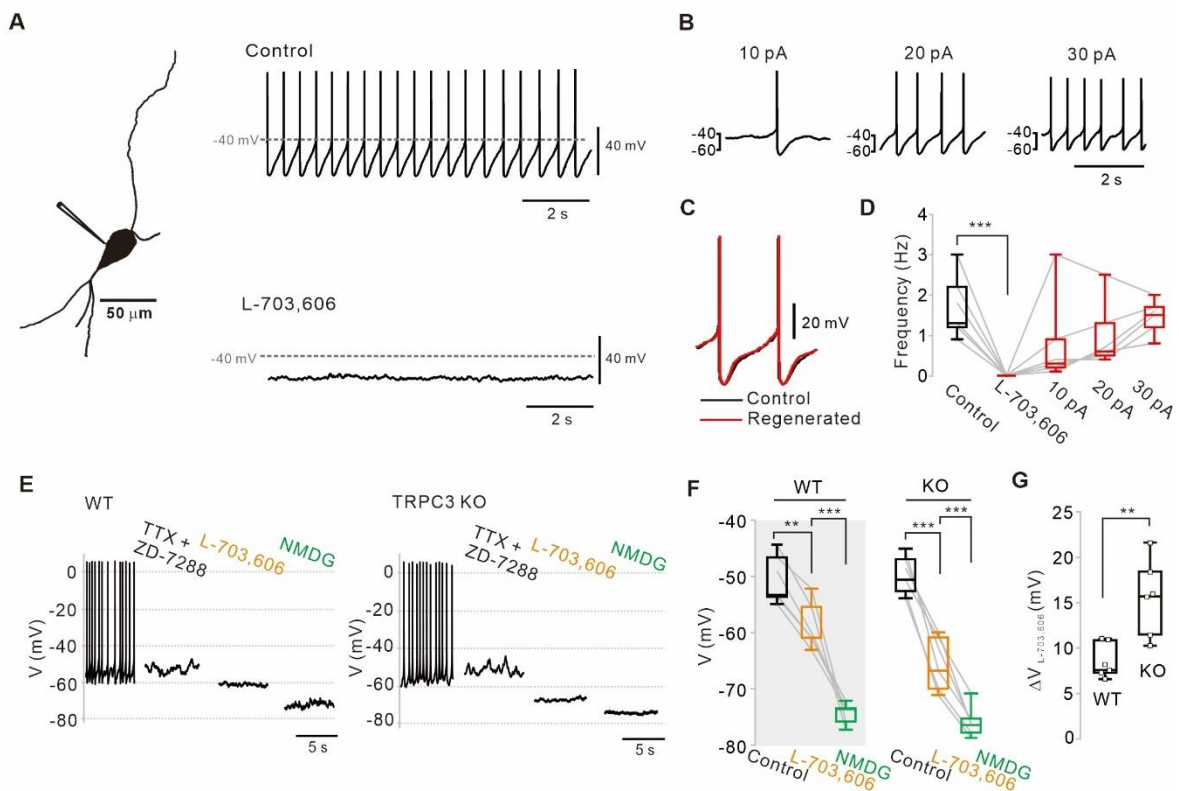 A
Control
-40 mV
40 mV
2 s
50 μm
L-703,606
-40 mV
40 mV
2 s
B
10 pA
20 pA
30 pA
-40
-60
-40
-60
-40
-60
2 s
C
20 mV
Control
Regenerated
D
***
Frequency (Hz)
4
3
2
1
0
Control
L-703,606
10 pA
20 pA
30 pA
E
WT
TTX +
ZD-7288
L-703,606
NMDG
V (mV)
0
-20
-40
-60
-80
5 s
TRPC3 KO
TTX +
ZD-7288
L-703,606
NMDG
V (mV)
0
-20
-40
-60
-80
5 s
F
WT
KO
**
***
***
***
V (mV)
-40
-50
-60
-70
-80
Control
L-703,606
NMDG
Control
L-703,606
NMDG
G
**
ΔV L-703,606 (mV)
25
20
15
10
5
0
WT
KO